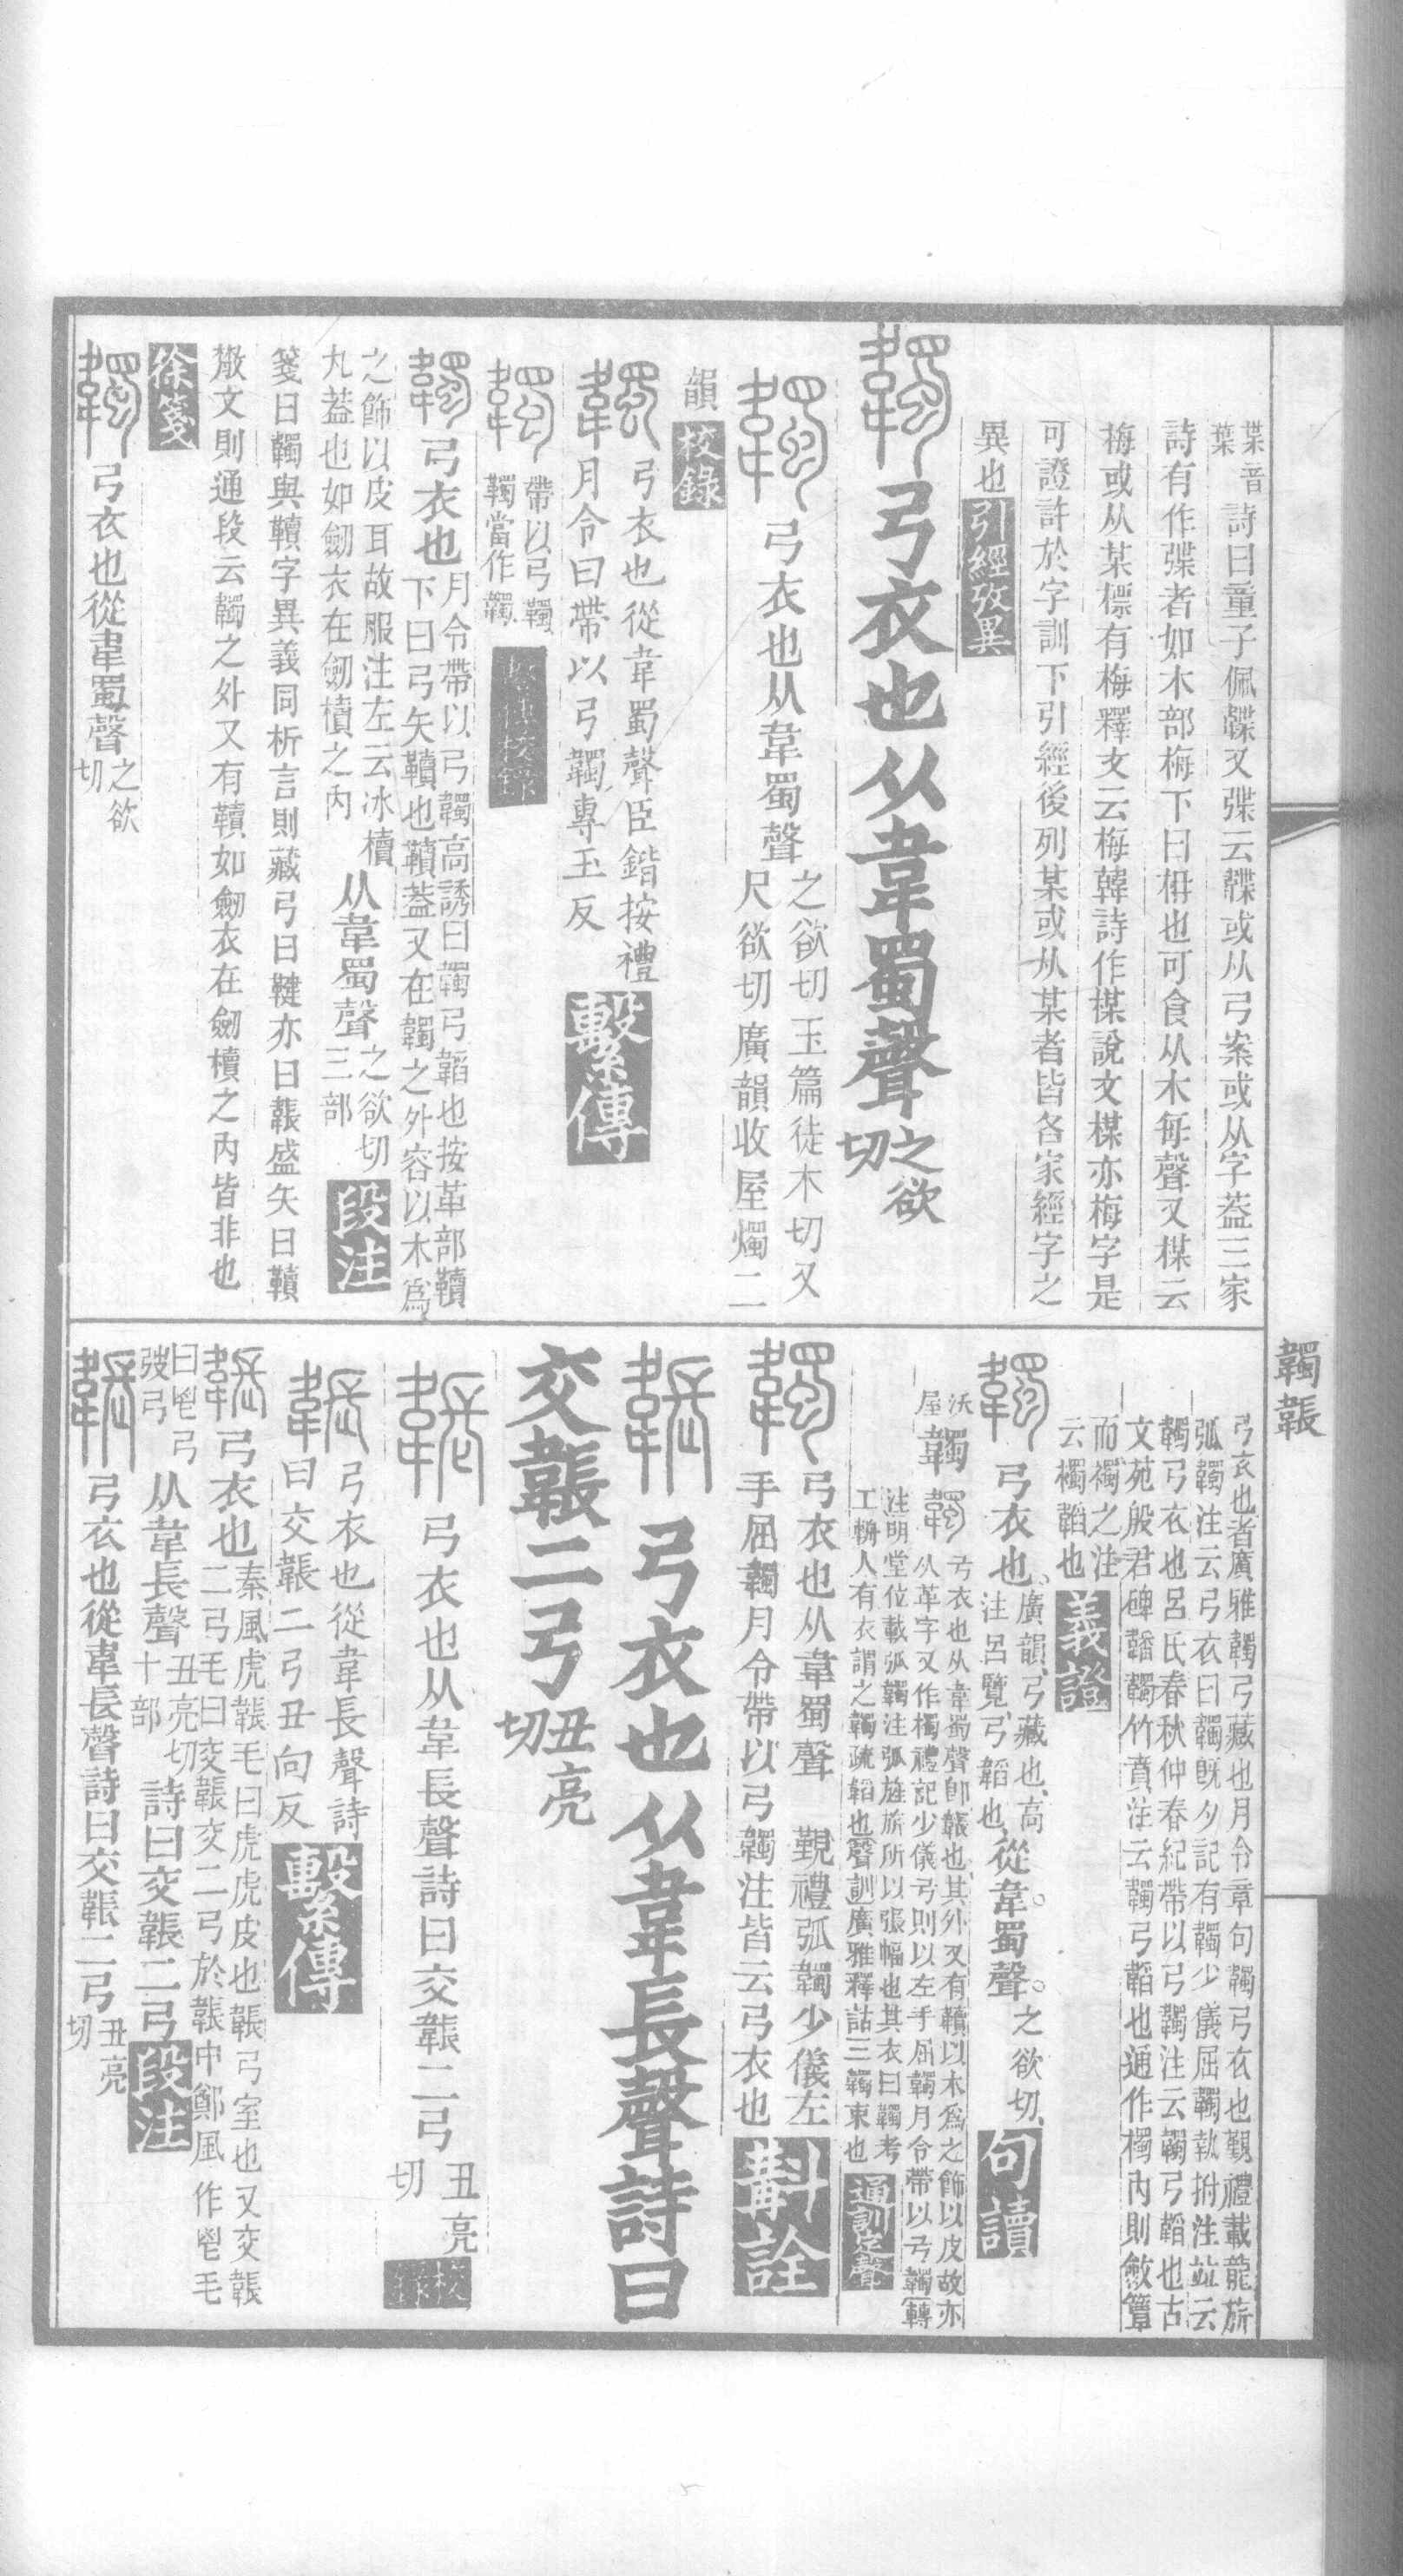 葉音
葉
詩曰童子佩韘又弽云韘或从弓案或从字葢三家
詩有作弽者如木部梅下曰枏也可食从木每聲又楳云
梅或从某摽有梅釋文云梅韓詩作楳說文楳亦梅字是
可證許於字訓下引經後列某或从某者皆各家經字之
異也引經攷異
韣弓衣也从韋蜀聲之欲切
韣弓衣也从韋蜀聲之欲切玉篇徒木切又
尺欲切廣韻收屋燭二
韻校錄
韣弓衣也從韋蜀聲臣鍇按禮
月令曰帶以弓韣專玉反繫傳
韣帶以弓韣
韣當作韣
韣弓衣也月令帶以弓韣高誘曰韣弓韜也按革部韇
下曰弓矢韇也韇葢又在韣之外容以木爲
之飾以皮耳故服注左云冰櫝
丸葢也如劒衣在劒櫝之內从韋蜀聲之欲切
三部段注
箋曰韣與韇字異義同析言則藏弓曰鞬亦曰韔盛矢曰韇
㪚文則通段云韣之外又有韇如劒衣在劒櫝之內皆非也
徐箋
韣弓衣也從韋蜀聲之欲切
韣韔
弓衣也者廣雅韣弓藏也月令章句韣弓衣也覲禮載龍旂
弧韣注云弓衣曰韣旣夕記有韣少儀屈韣執拊注竝云
韣弓衣也呂氏春秋仲春紀帶以弓韣注云韣弓韜也古
文苑般君碑韜韣竹賁注云韣弓韜也通作襡內則斂簟
而襡之注
云襡韜也義證
韣弓衣也。廣韻、弓藏也、高
注呂覽、弓韜也、從韋。蜀聲。之欲切、句讀
沃
屋韣韣弓衣也从韋蜀聲卽韔也其外又有韇以木爲之飾以皮故亦
从革字又作襡禮記少儀弓則以左手屈韣月令帶以弓韣轉
注明堂位載弧韣注弧旌旂所以張幅也其衣曰韣考
工輈人有衣謂之韣疏韜也聲訓廣雅釋詁三韣束也通訓定聲
韣弓衣也从韋蜀聲 覲禮弧韣少儀左
手屈韣月令帶以弓韣注皆云弓衣也斠詮
韔弓衣也从韋長聲詩曰
交韔二弓丑亮切
韔弓衣也从韋長聲詩曰交韔二弓丑亮切校錄
韔弓衣也從韋長聲詩
曰交韔二弓丑向反繫傳
韔弓衣也秦風虎韔毛曰虎虎皮也韔弓室也又交韔
二弓毛曰交韔交二弓於韔中鄭風作鬯毛
曰鬯弓
弢弓从韋長聲丑亮切
十部詩曰交韔二弓段注
韔弓衣也從韋長聲詩曰交韔二弓丑亮切